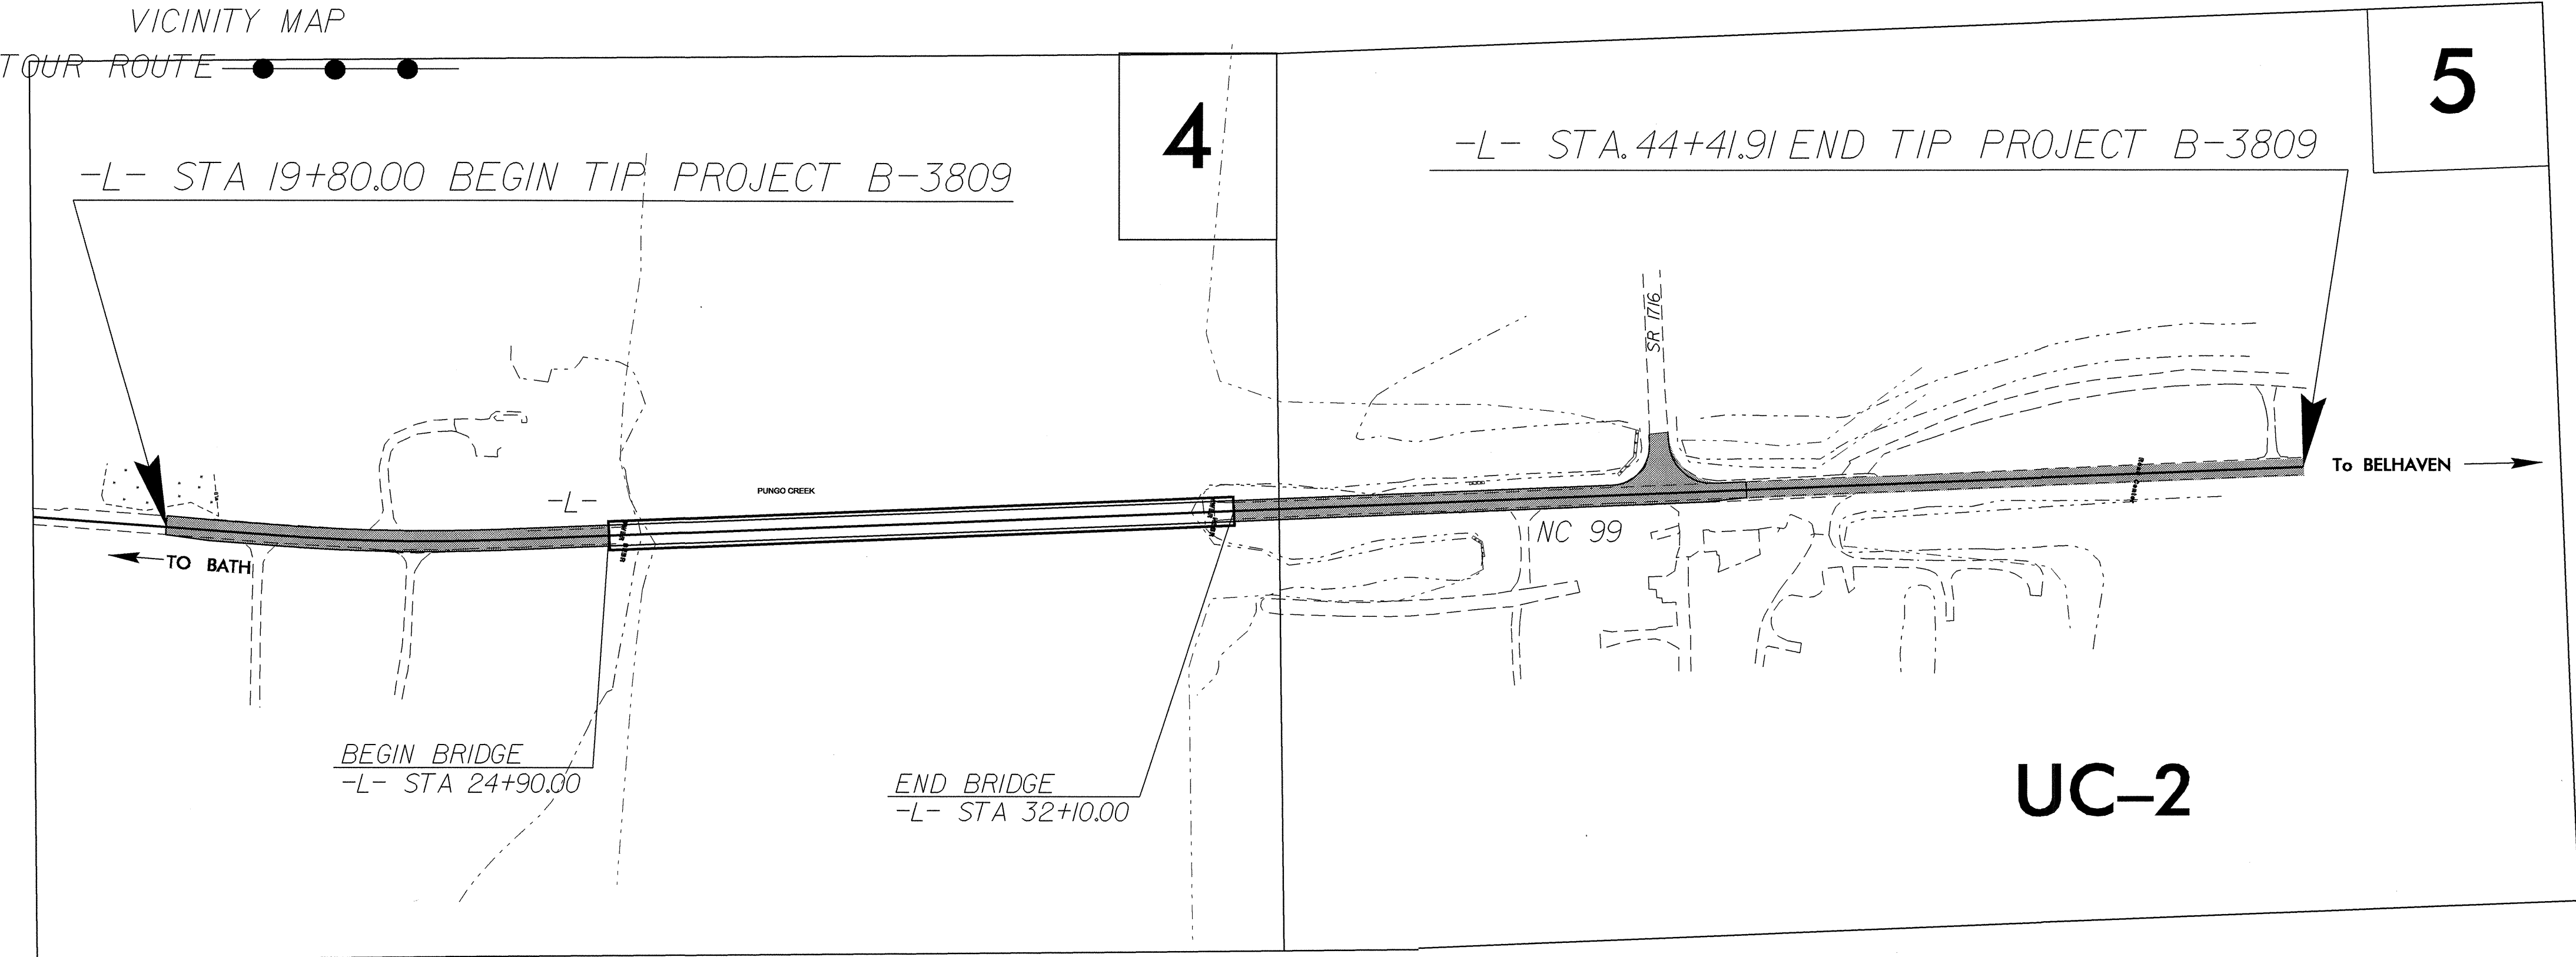 VICINITY MAP
TOUR ROUTE
4
5
-L- STA 19+80.00 BEGIN TIP PROJECT B-3809
-L- STA. 44+41.91 END TIP PROJECT B-3809
SR 1716
To BELHAVEN
-L-
PUNGO CREEK
NC 99
TO BATH
BEGIN BRIDGE
-L- STA 24+90.00
END BRIDGE
-L- STA 32+10.00
UC-2